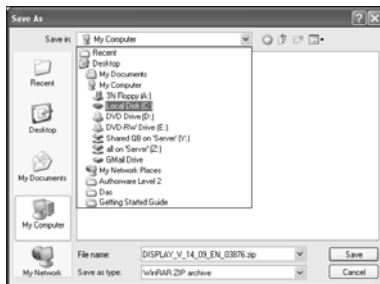 Save As
Save in: My Computer
Recent
Desktop
My Documents
My Computer
3½ Floppy (A:)
Local Disk (C:)
DVD Drive (D:)
DVD-RW Drive (E:)
Shared GB on 'Server' (Y:)
all on 'Server' (Z:)
GMail Drive
My Network Places
Authorware Level 2
Das
Getting Started Guide
Recent
Desktop
My Documents
My Computer
My Network
File name: DISPLAY_V_14_09_EN_03876.zip
Save
Save as type: WinRAR ZIP archive
Cancel